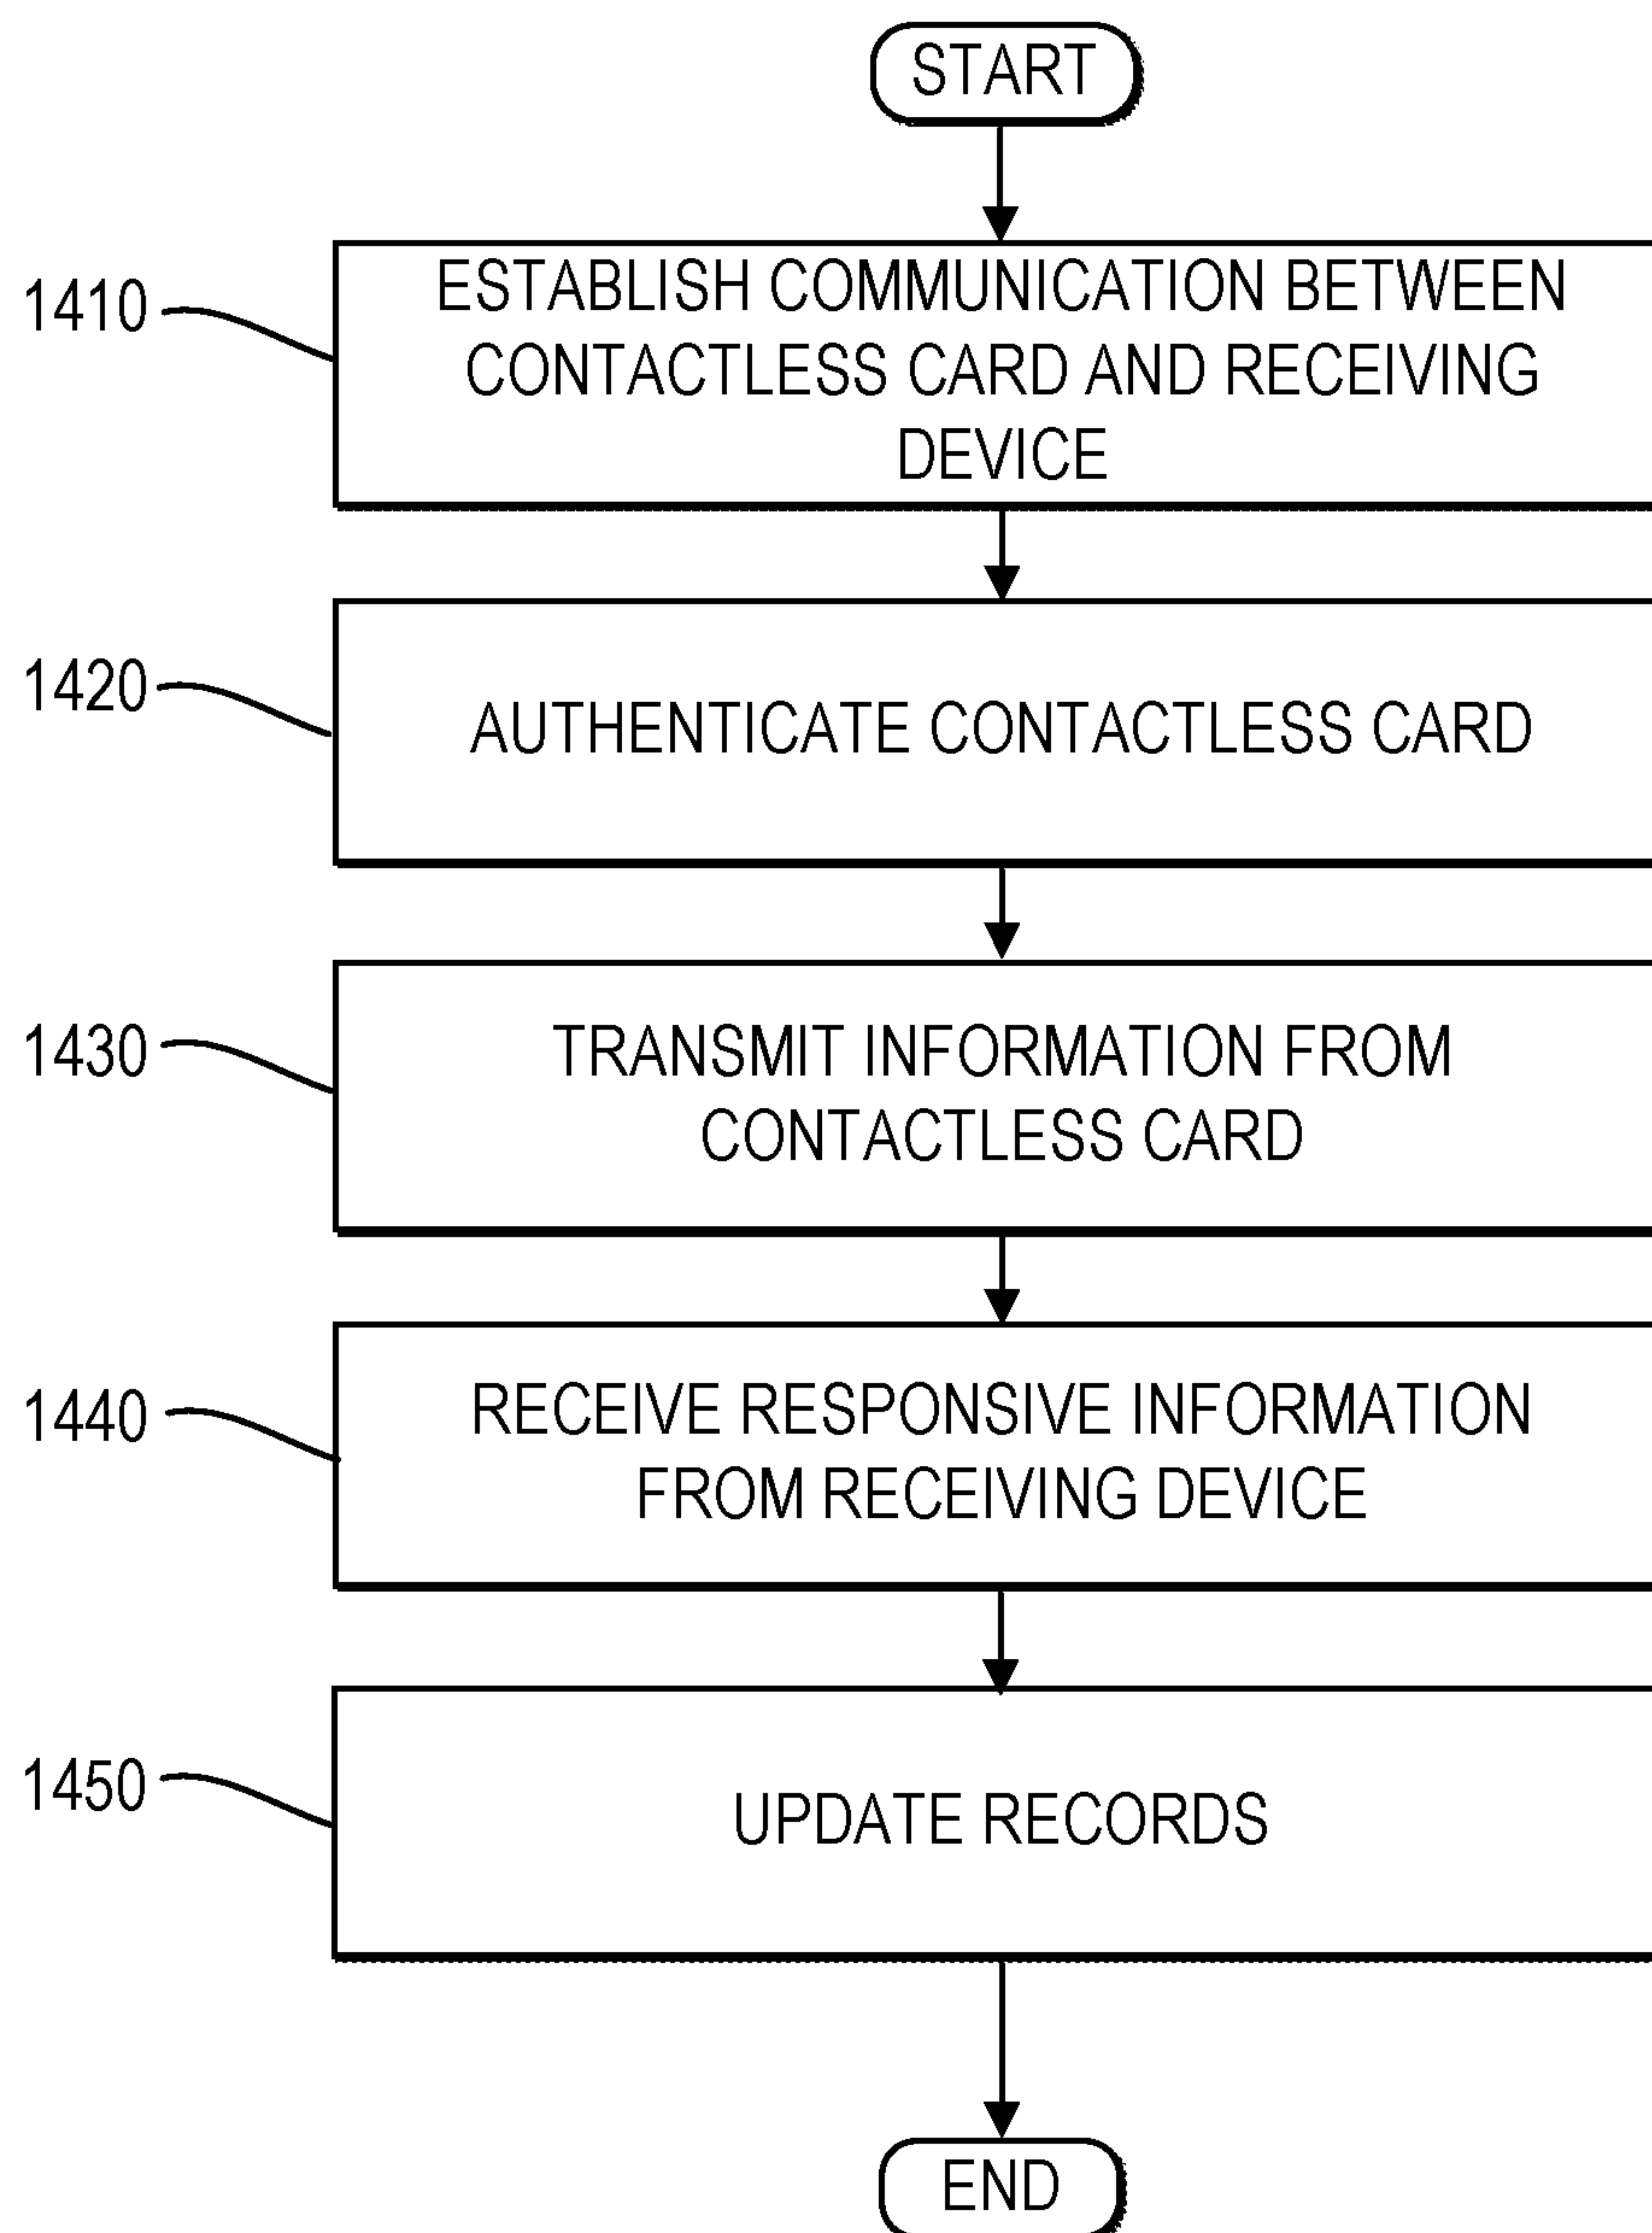 START
1410
ESTABLISH COMMUNICATION BETWEEN
CONTACTLESS CARD AND RECEIVING
DEVICE
1420
AUTHENTICATE CONTACTLESS CARD
1430
TRANSMIT INFORMATION FROM
CONTACTLESS CARD
1440
RECEIVE RESPONSIVE INFORMATION
FROM RECEIVING DEVICE
1450
UPDATE RECORDS
END